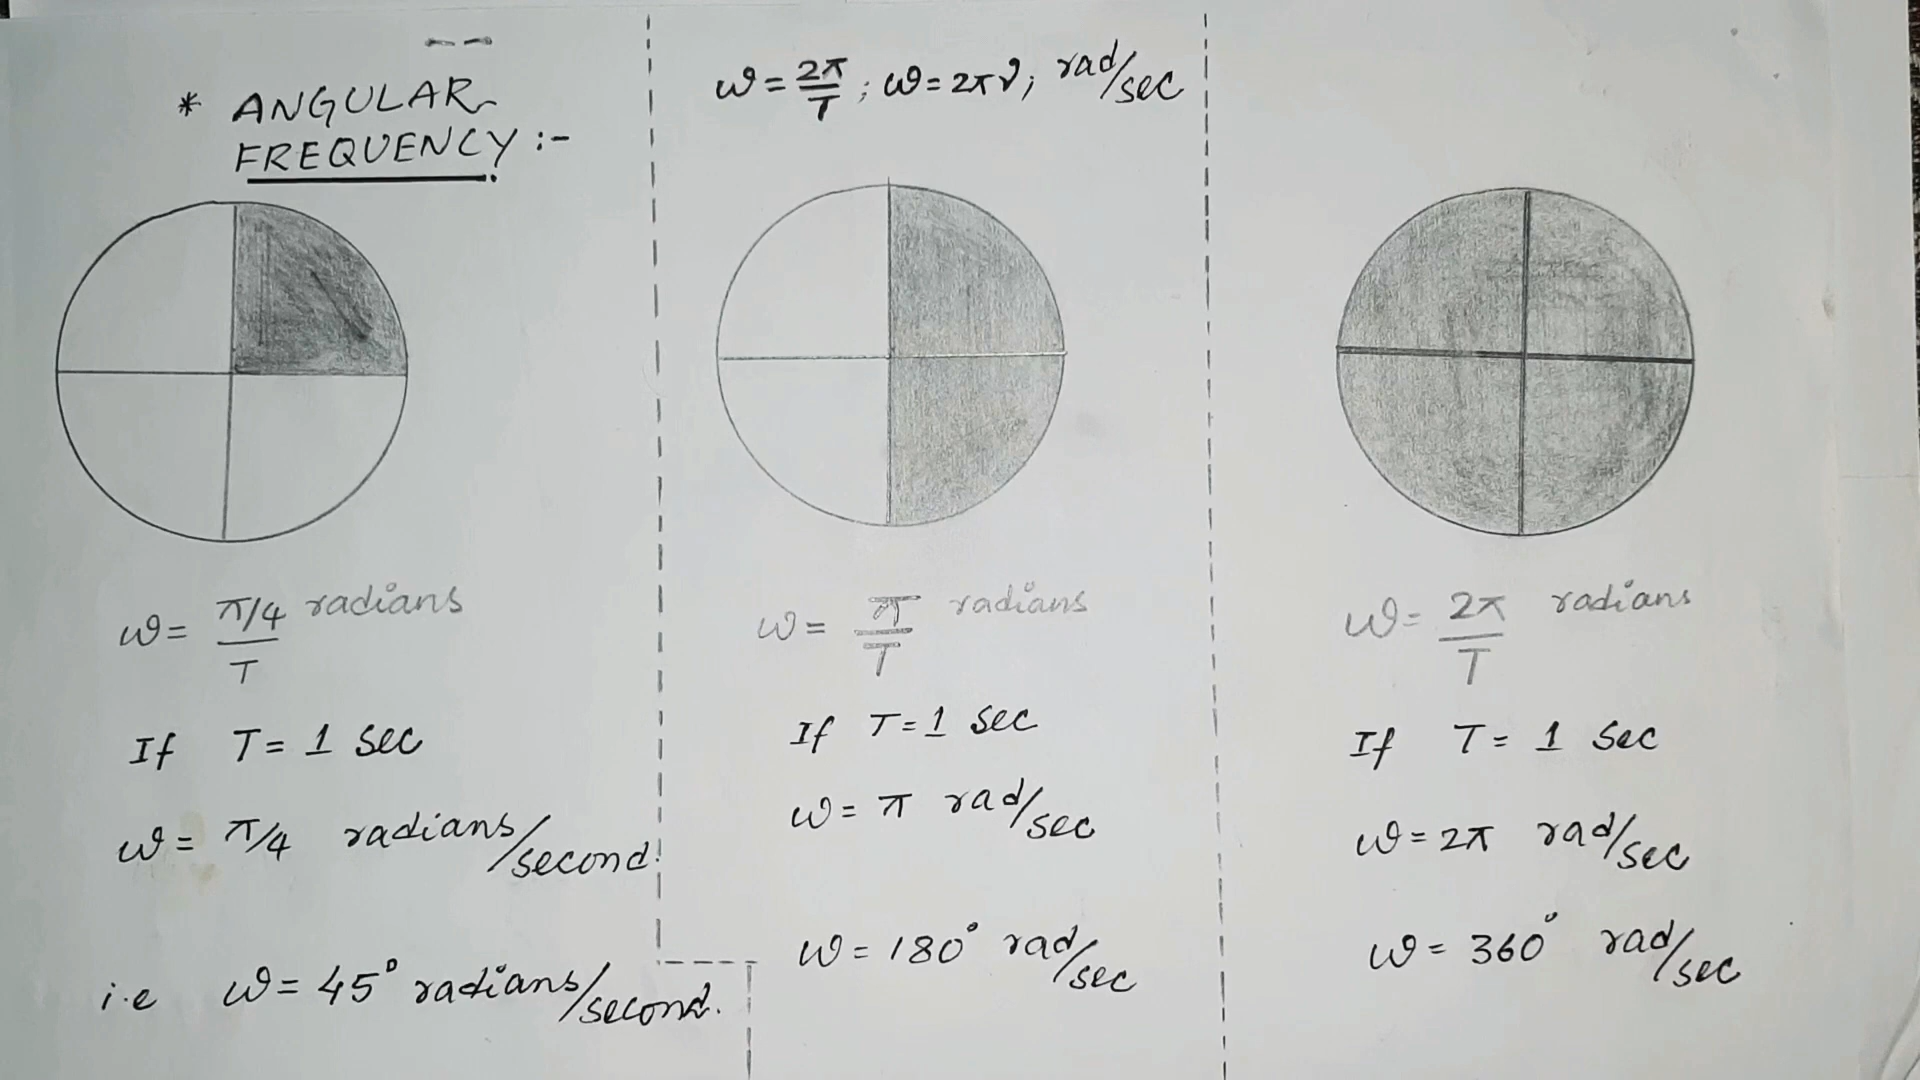 * ANGULAR
FREQUENCY :-
ω = π/4 radians
T
If T = 1 sec
ω = π/4 radians/second
i.e ω = 45° radians/second.
ω = 2π/T ; ω = 2πν; rad/sec
ω = π radians
T
If T = 1 sec
ω = π rad/sec
ω = 180° rad/sec
ω = 2π radians
T
If T = 1 sec
ω = 2π rad/sec
ω = 360° rad/sec